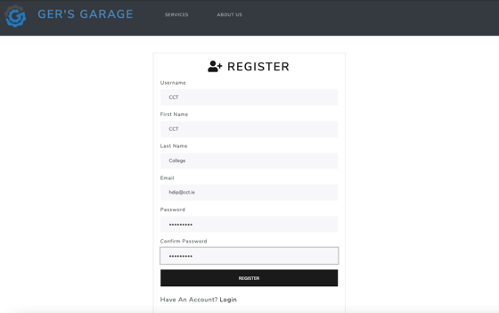 GER'S GARAGE
SERVICES
ABOUT US
REGISTER
Username
CCT
First Name
CCT
Last Name
College
Email
hdip@cct.ie
Password
•••••••••
Confirm Password
•••••••••
REGISTER
Have An Account? Login